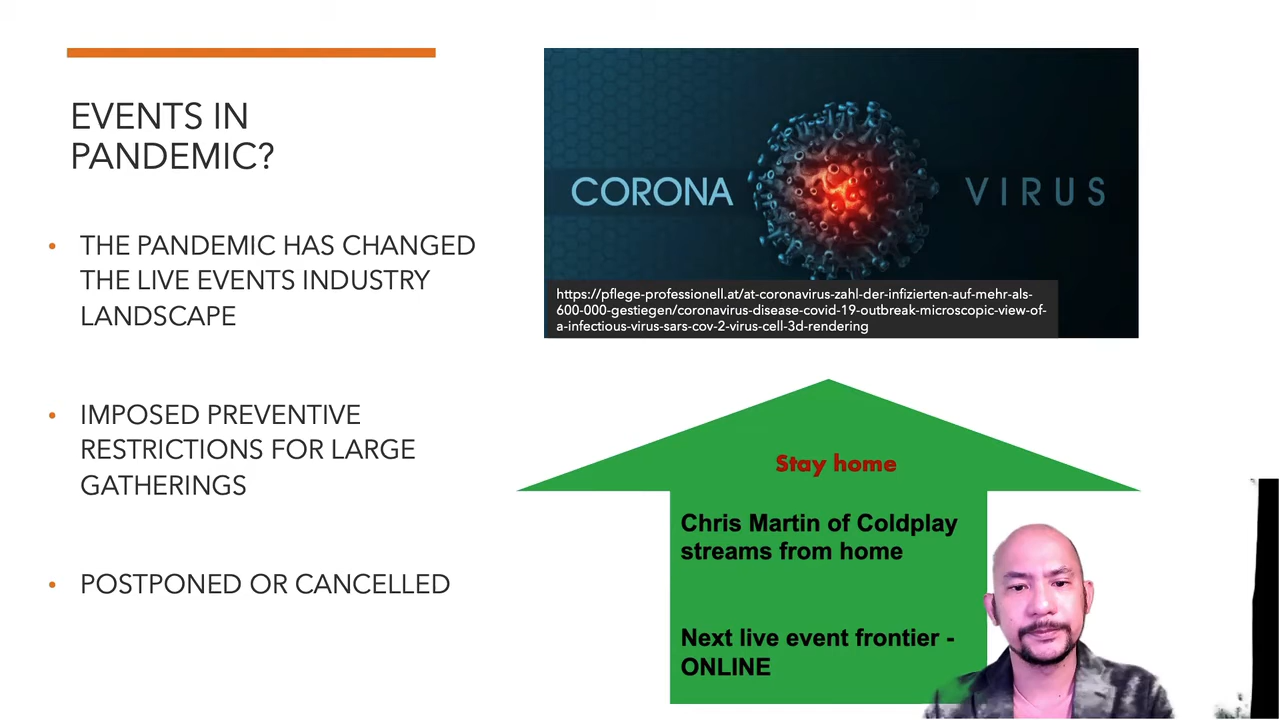 EVENTS IN
PANDEMIC?
• THE PANDEMIC HAS CHANGED
THE LIVE EVENTS INDUSTRY
LANDSCAPE
• IMPOSED PREVENTIVE
RESTRICTIONS FOR LARGE
GATHERINGS
• POSTPONED OR CANCELLED
CORONA VIRUS
https://pflege-professionell.at/at-coronavirus-zahl-der-infizierten-auf-mehr-als-
600-000-gestiegen/coronavirus-disease-covid-19-outbreak-microscopic-view-of-
a-infectious-virus-sars-cov-2-virus-cell-3d-rendering
Stay home
Chris Martin of Coldplay
streams from home
Next live event frontier -
ONLINE